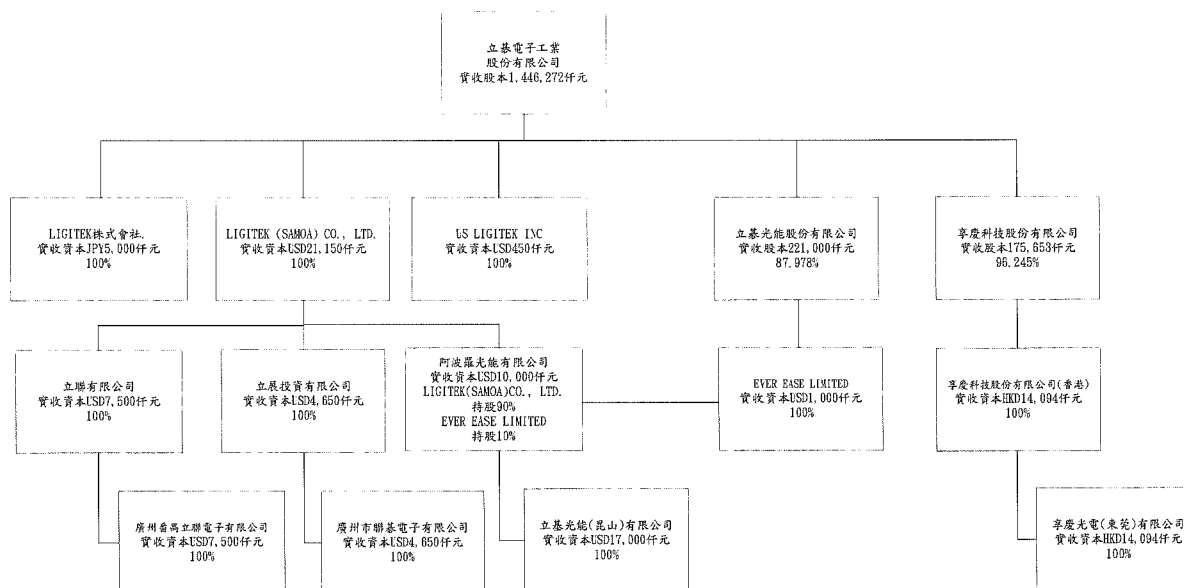 立碁電子工業
股份有限公司
實收股本1,446,272仟元
LIGITEK株式會社.
實收資本JPY5,000仟元
100%
LIGITEK (SAMOA) CO., LTD.
實收資本USD21,150仟元
100%
US LIGITEK INC
實收資本USD450仟元
100%
立碁光能股份有限公司
實收股本221,000仟元
87.978%
享慶科技股份有限公司
實收股本175,653仟元
96.245%
立聯有限公司
實收資本USD7,500仟元
100%
立展投資有限公司
實收資本USD4,650仟元
100%
阿波羅光能有限公司
實收資本USD10,000仟元
LIGITEK(SAMOA)CO., LTD.
持股90%
EVER EASE LIMITED
持股10%
EVER EASE LIMITED
實收資本USD1,000仟元
100%
享慶科技股份有限公司(香港)
實收資本HKD14,094仟元
100%
廣州番禺立聯電子有限公司
實收資本USD7,500仟元
100%
廣州市聯碁電子有限公司
實收資本USD4,650仟元
100%
立基光能(昆山)有限公司
實收資本USD17,000仟元
100%
享慶光電(東莞)有限公司
實收資本HKD14,094仟元
100%